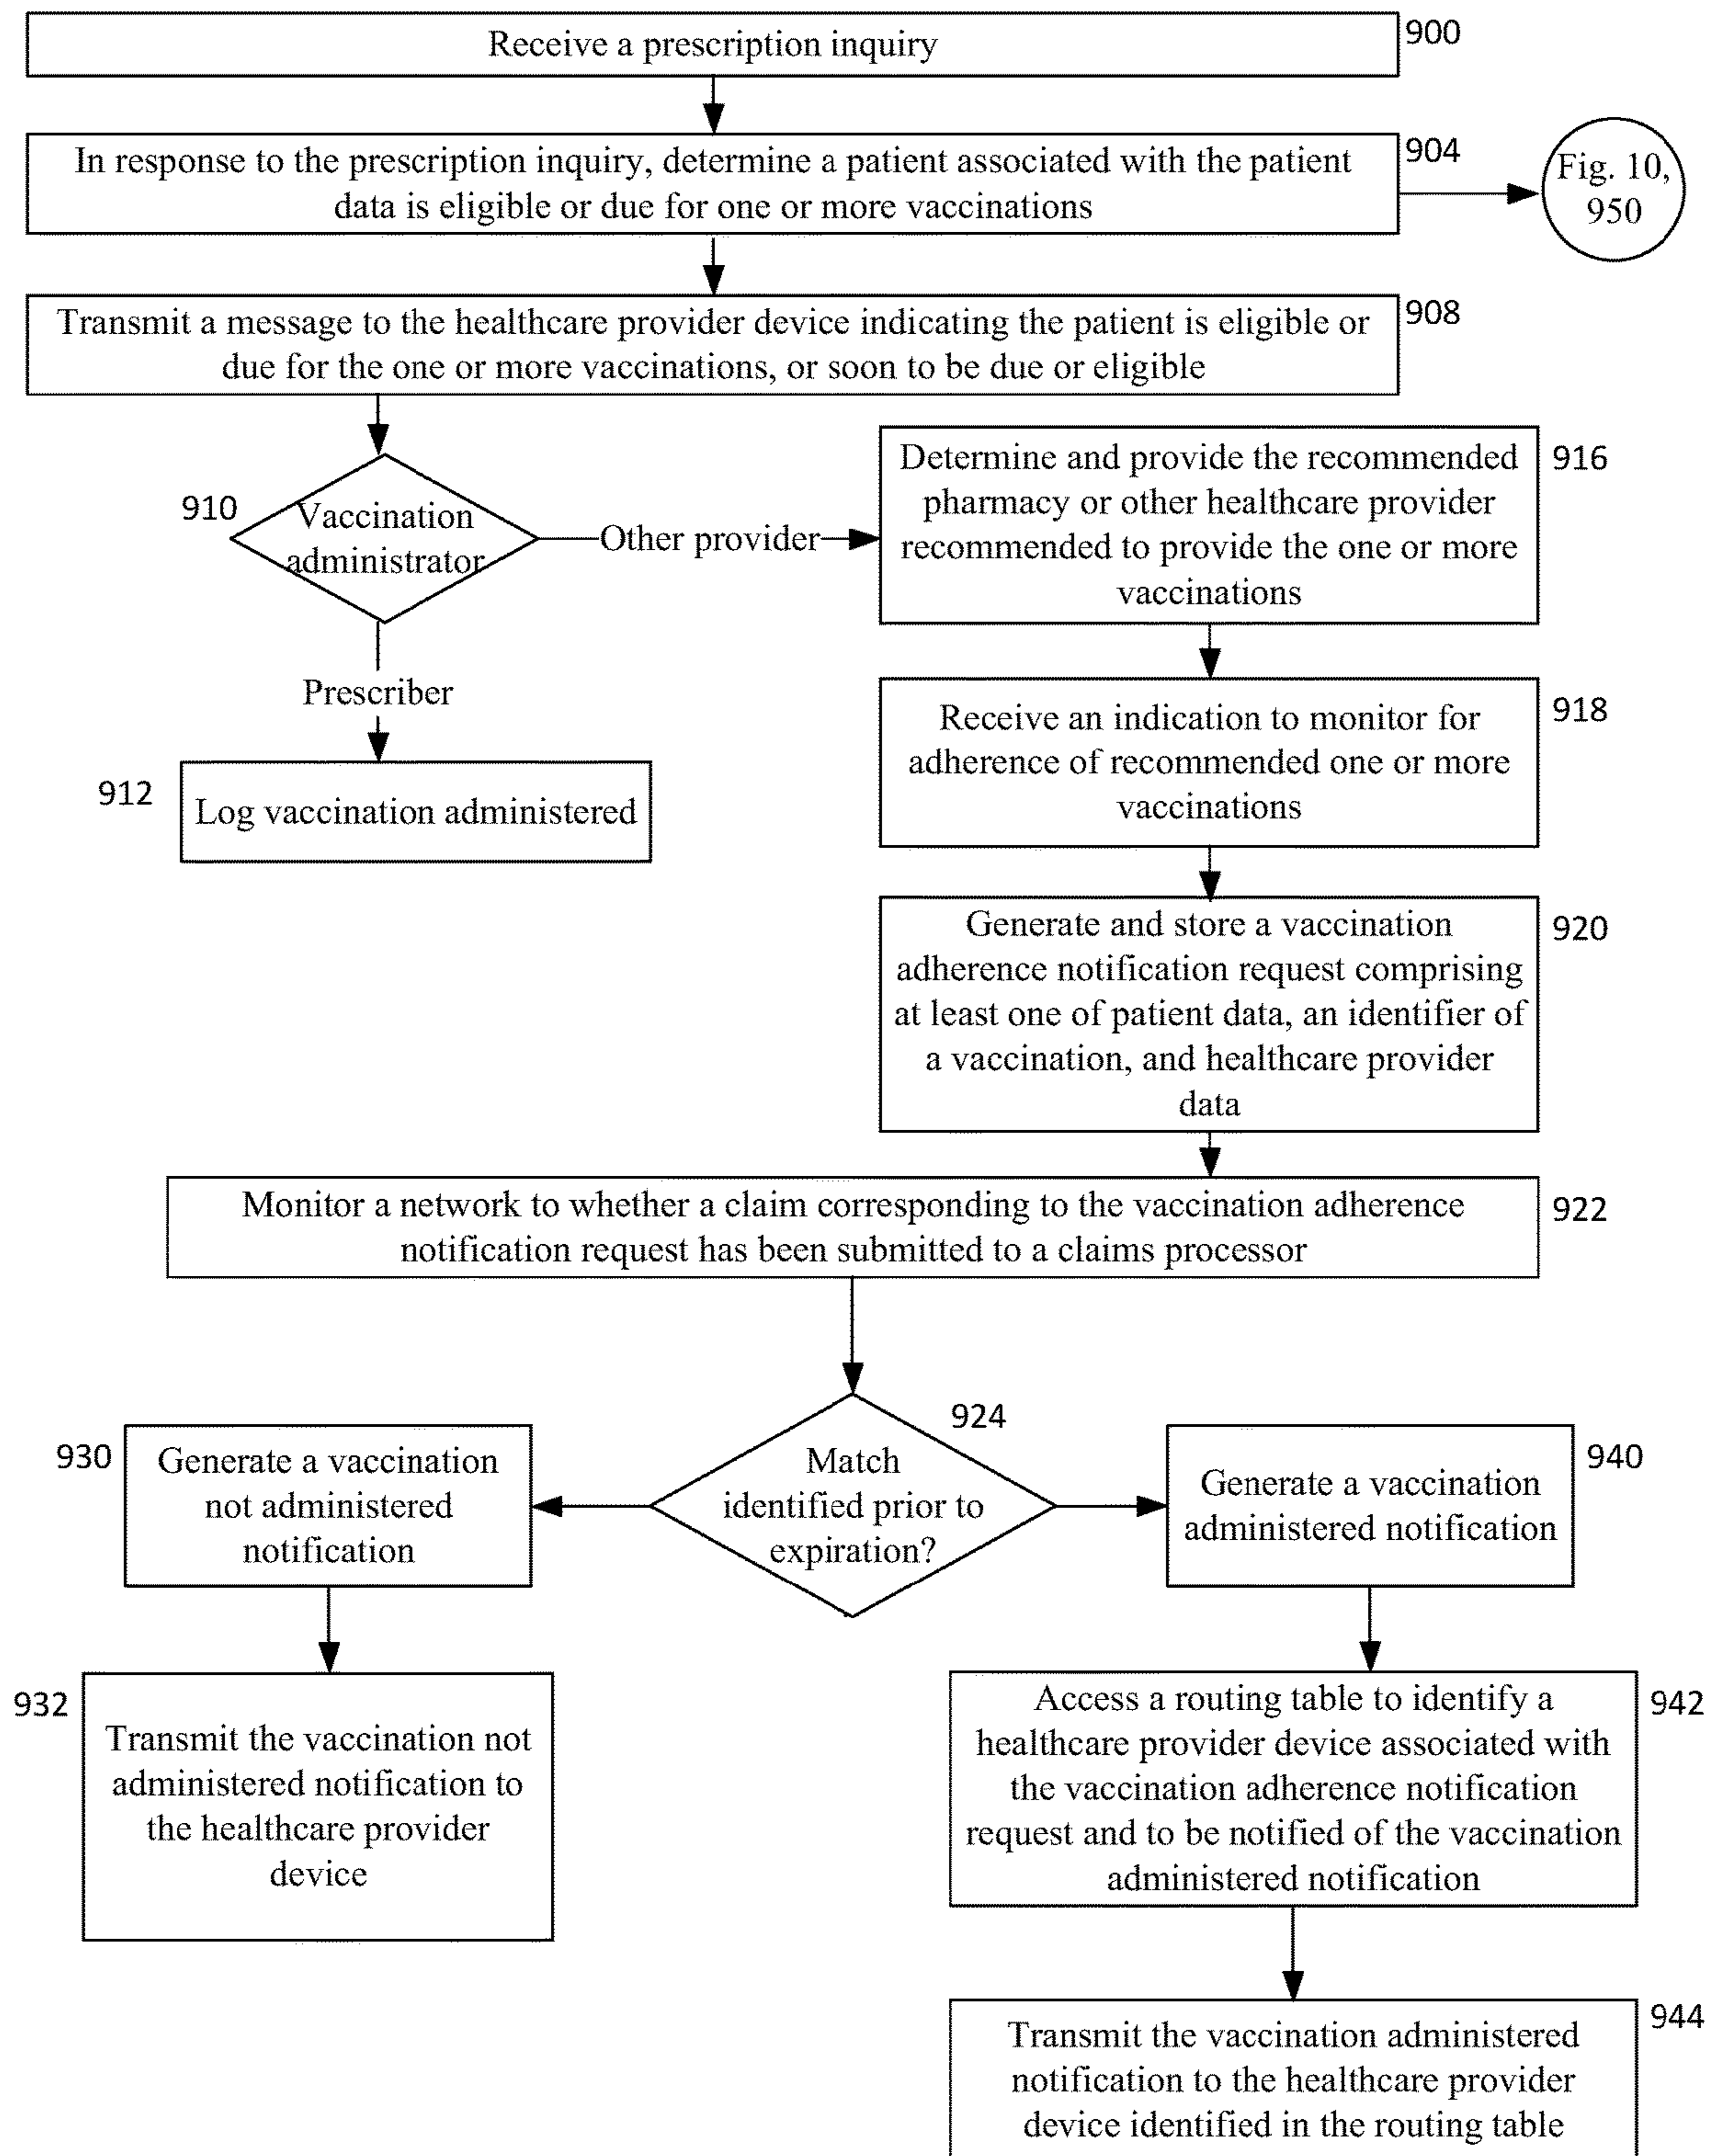 Receive a prescription inquiry
900
In response to the prescription inquiry, determine a patient associated with the patient
data is eligible or due for one or more vaccinations
904
Fig. 10,
950
Transmit a message to the healthcare provider device indicating the patient is eligible or
due for the one or more vaccinations, or soon to be due or eligible
908
910
Vaccination
administrator
Other provider
Determine and provide the recommended
pharmacy or other healthcare provider
recommended to provide the one or more
vaccinations
916
Prescriber
912
Log vaccination administered
Receive an indication to monitor for
adherence of recommended one or more
vaccinations
918
Generate and store a vaccination
adherence notification request comprising
at least one of patient data, an identifier of
a vaccination, and healthcare provider
data
920
Monitor a network to whether a claim corresponding to the vaccination adherence
notification request has been submitted to a claims processor
922
924
Match
identified prior to
expiration?
930
Generate a vaccination
not administered
notification
940
Generate a vaccination
administered notification
932
Transmit the vaccination not
administered notification to
the healthcare provider
device
Access a routing table to identify a
healthcare provider device associated with
the vaccination adherence notification
request and to be notified of the vaccination
administered notification
942
Transmit the vaccination administered
notification to the healthcare provider
device identified in the routing table
944